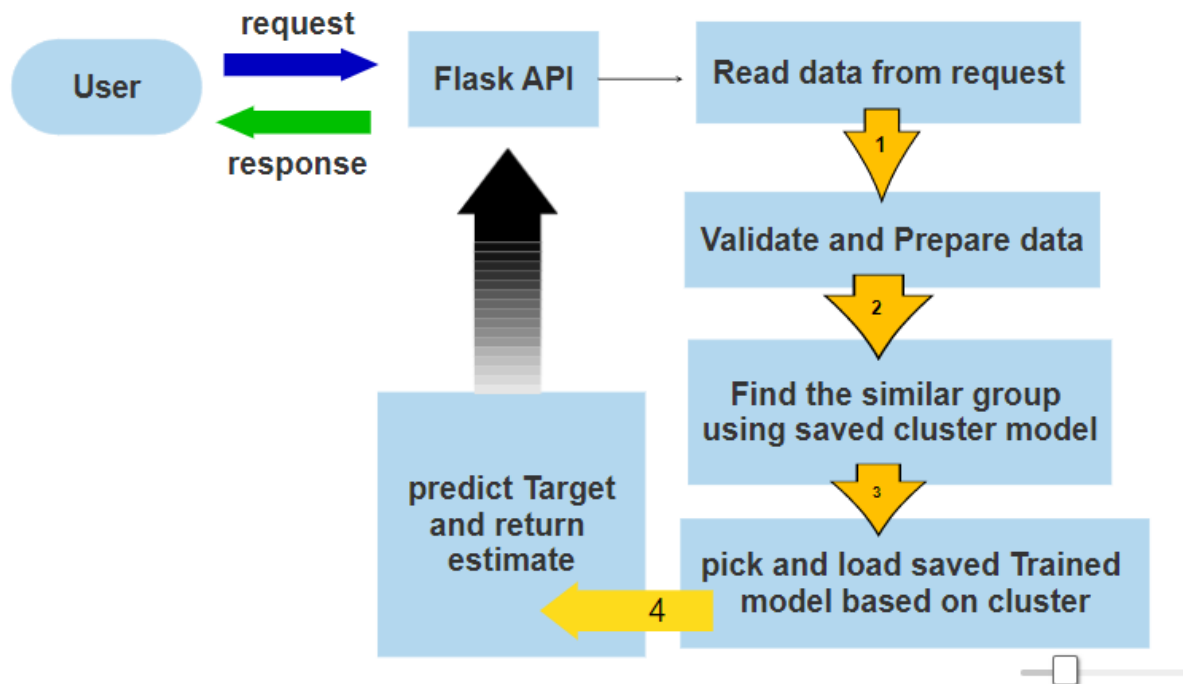 request
User
Flask API
Read data from request
response
1
Validate and Prepare data
2
Find the similar group
using saved cluster model
3
pick and load saved Trained
model based on cluster
4
predict Target
and return
estimate